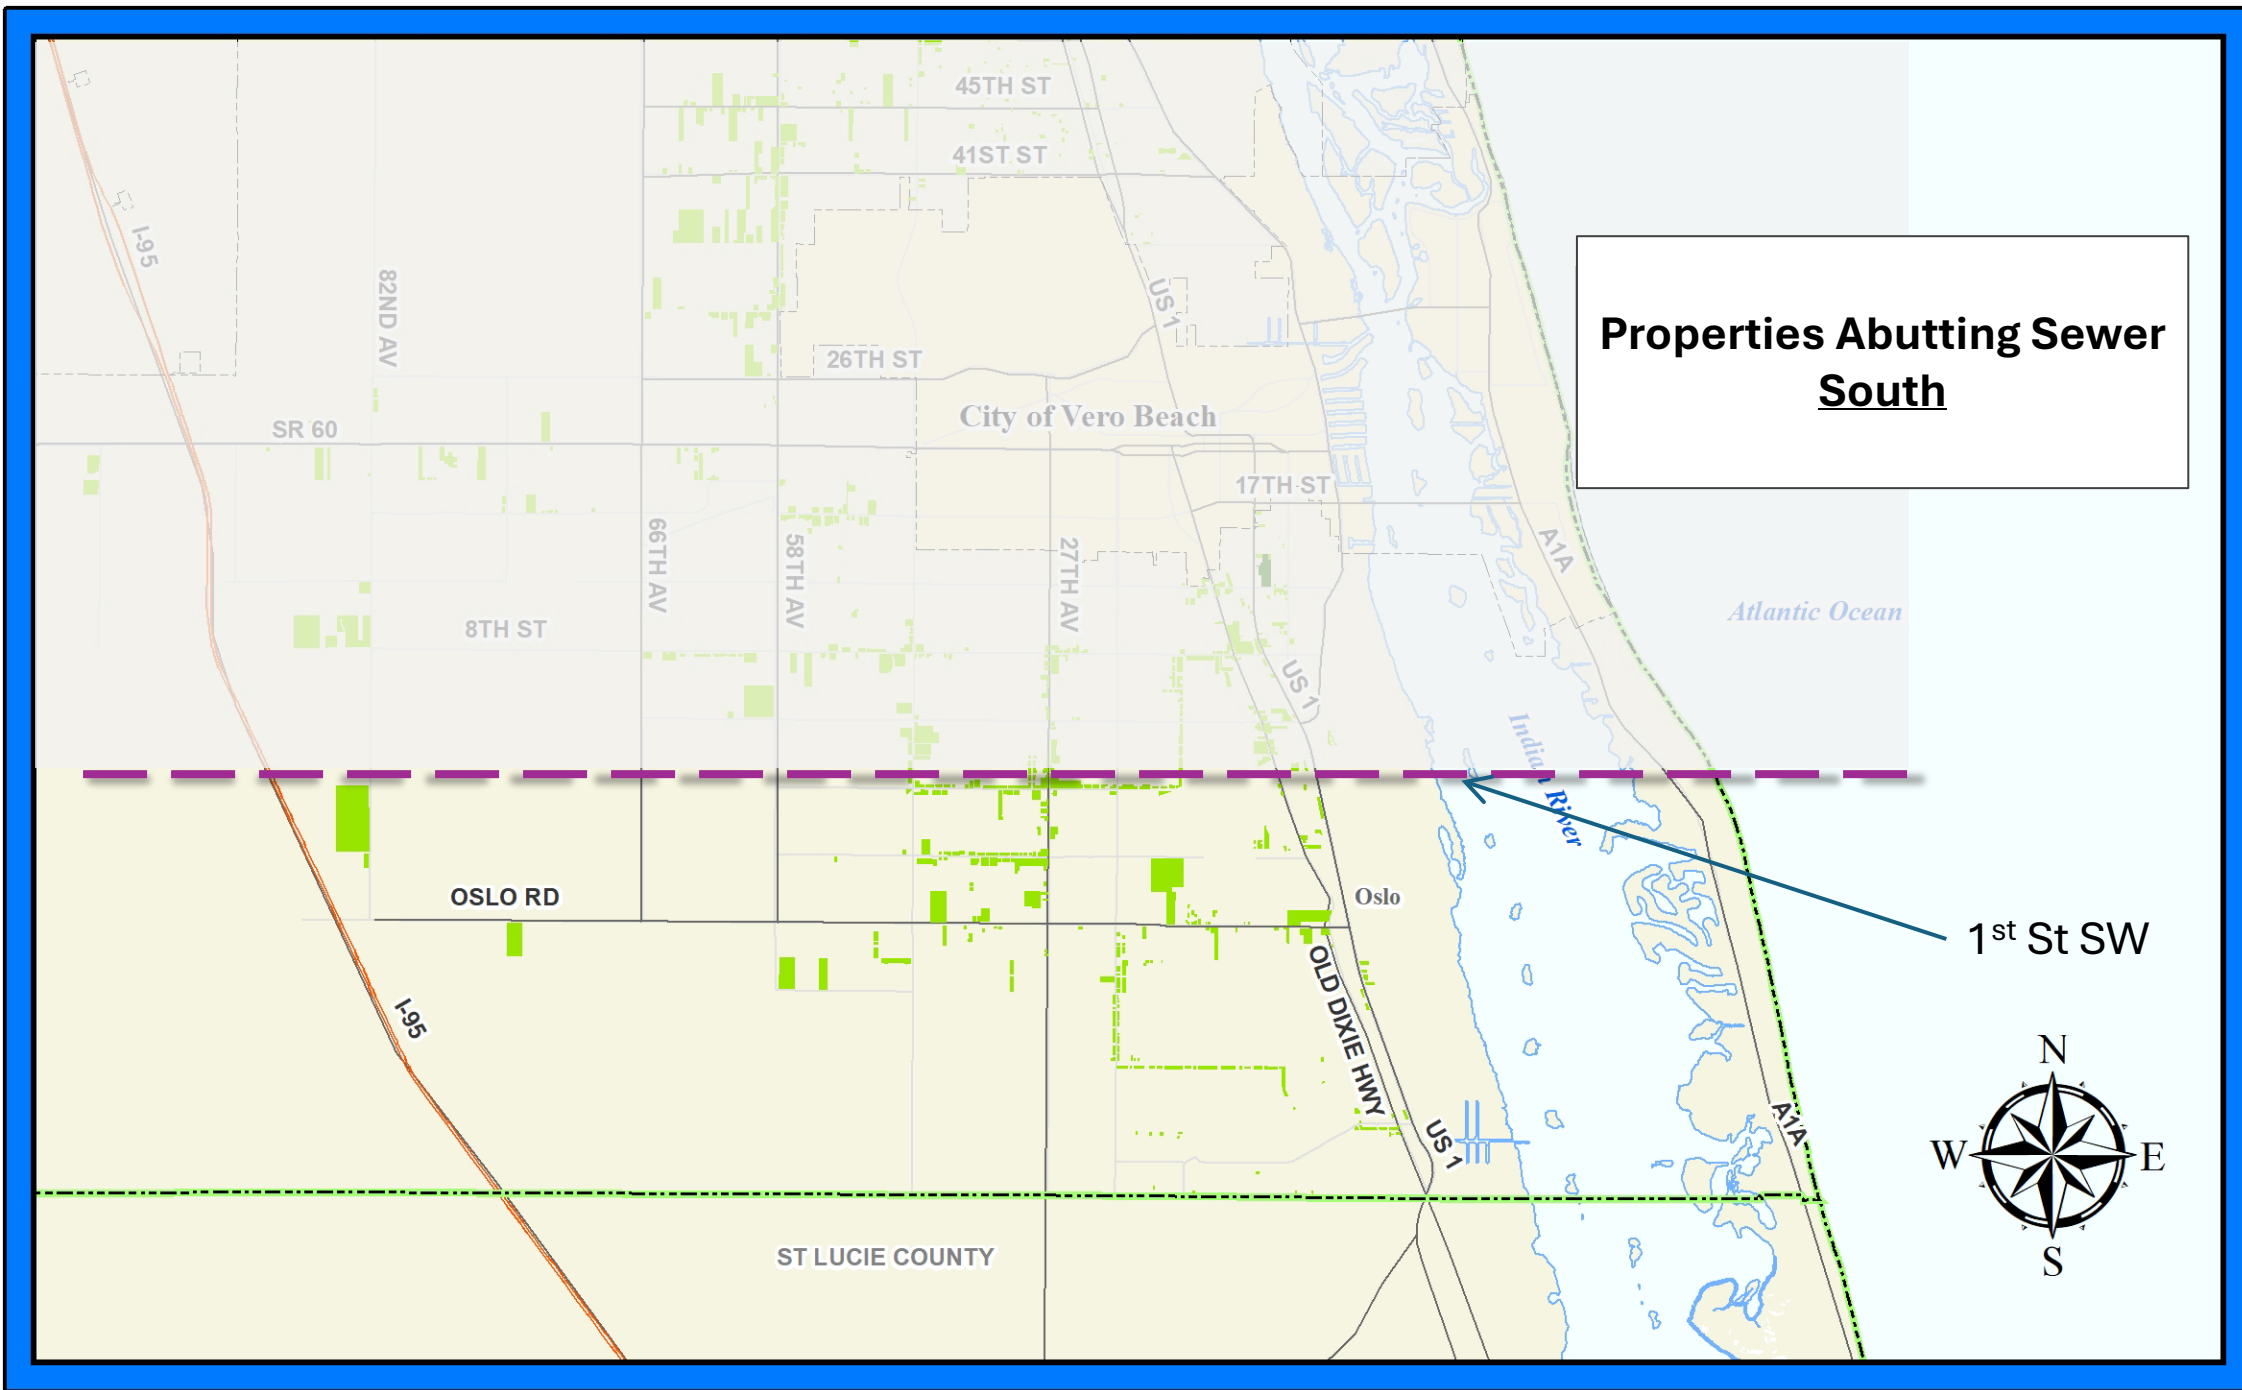 45TH ST
41ST ST
I-95
82ND AV
US 1
Properties Abutting Sewer
South
26TH ST
City of Vero Beach
SR 60
17TH ST
66TH AV
58TH AV
27TH AV
A1A
Atlantic Ocean
8TH ST
US 1
Indian River
OSLO RD
Oslo
1st St SW
OLD DIXIE HWY
I-95
US 1
A1A
N
W
E
S
ST LUCIE COUNTY